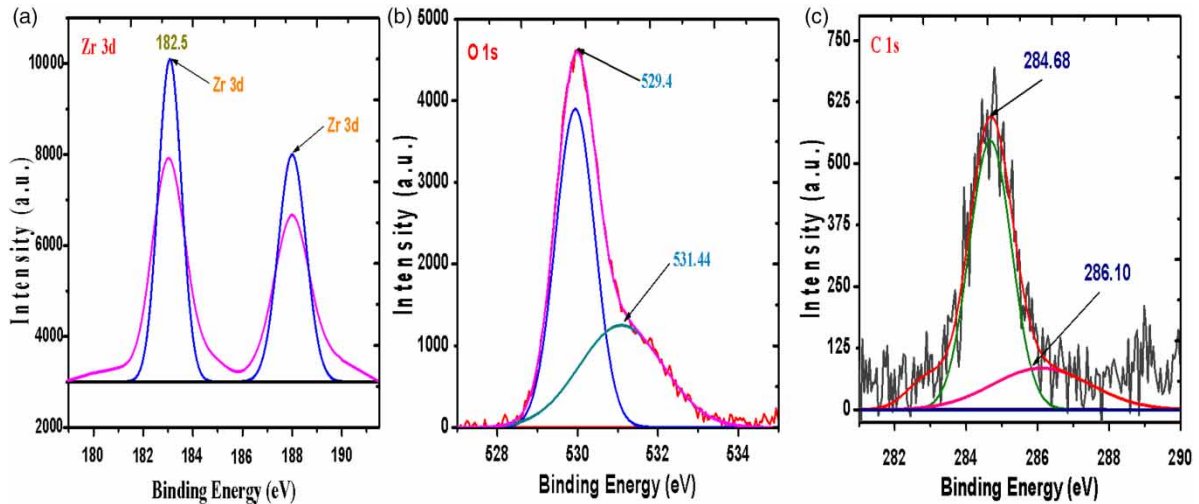 (a)
Zr 3d
182.5
Zr 3d
Zr 3d
10000
8000
6000
4000
2000
Intensity (a.u.)
180 182 184 186 188 190
Binding Energy (eV)
(b)
O 1s
529.4
531.44
5000
4000
3000
2000
1000
0
Intensity (a.u.)
528 530 532 534
Binding Energy (eV)
(c)
C 1s
284.68
286.10
750
625
500
375
250
125
0
Intensity (a.u.)
282 284 286 288 290
Binding Energy (eV)